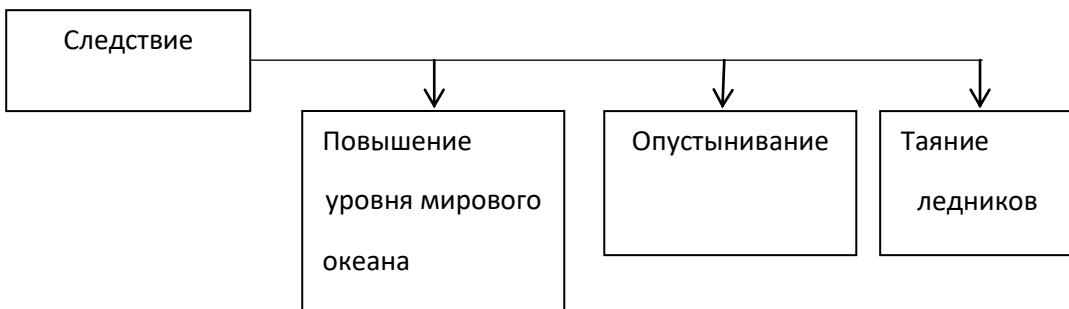 Следствие
Повышение
уровня мирового
океана
Опустынивание
Таяние
ледников